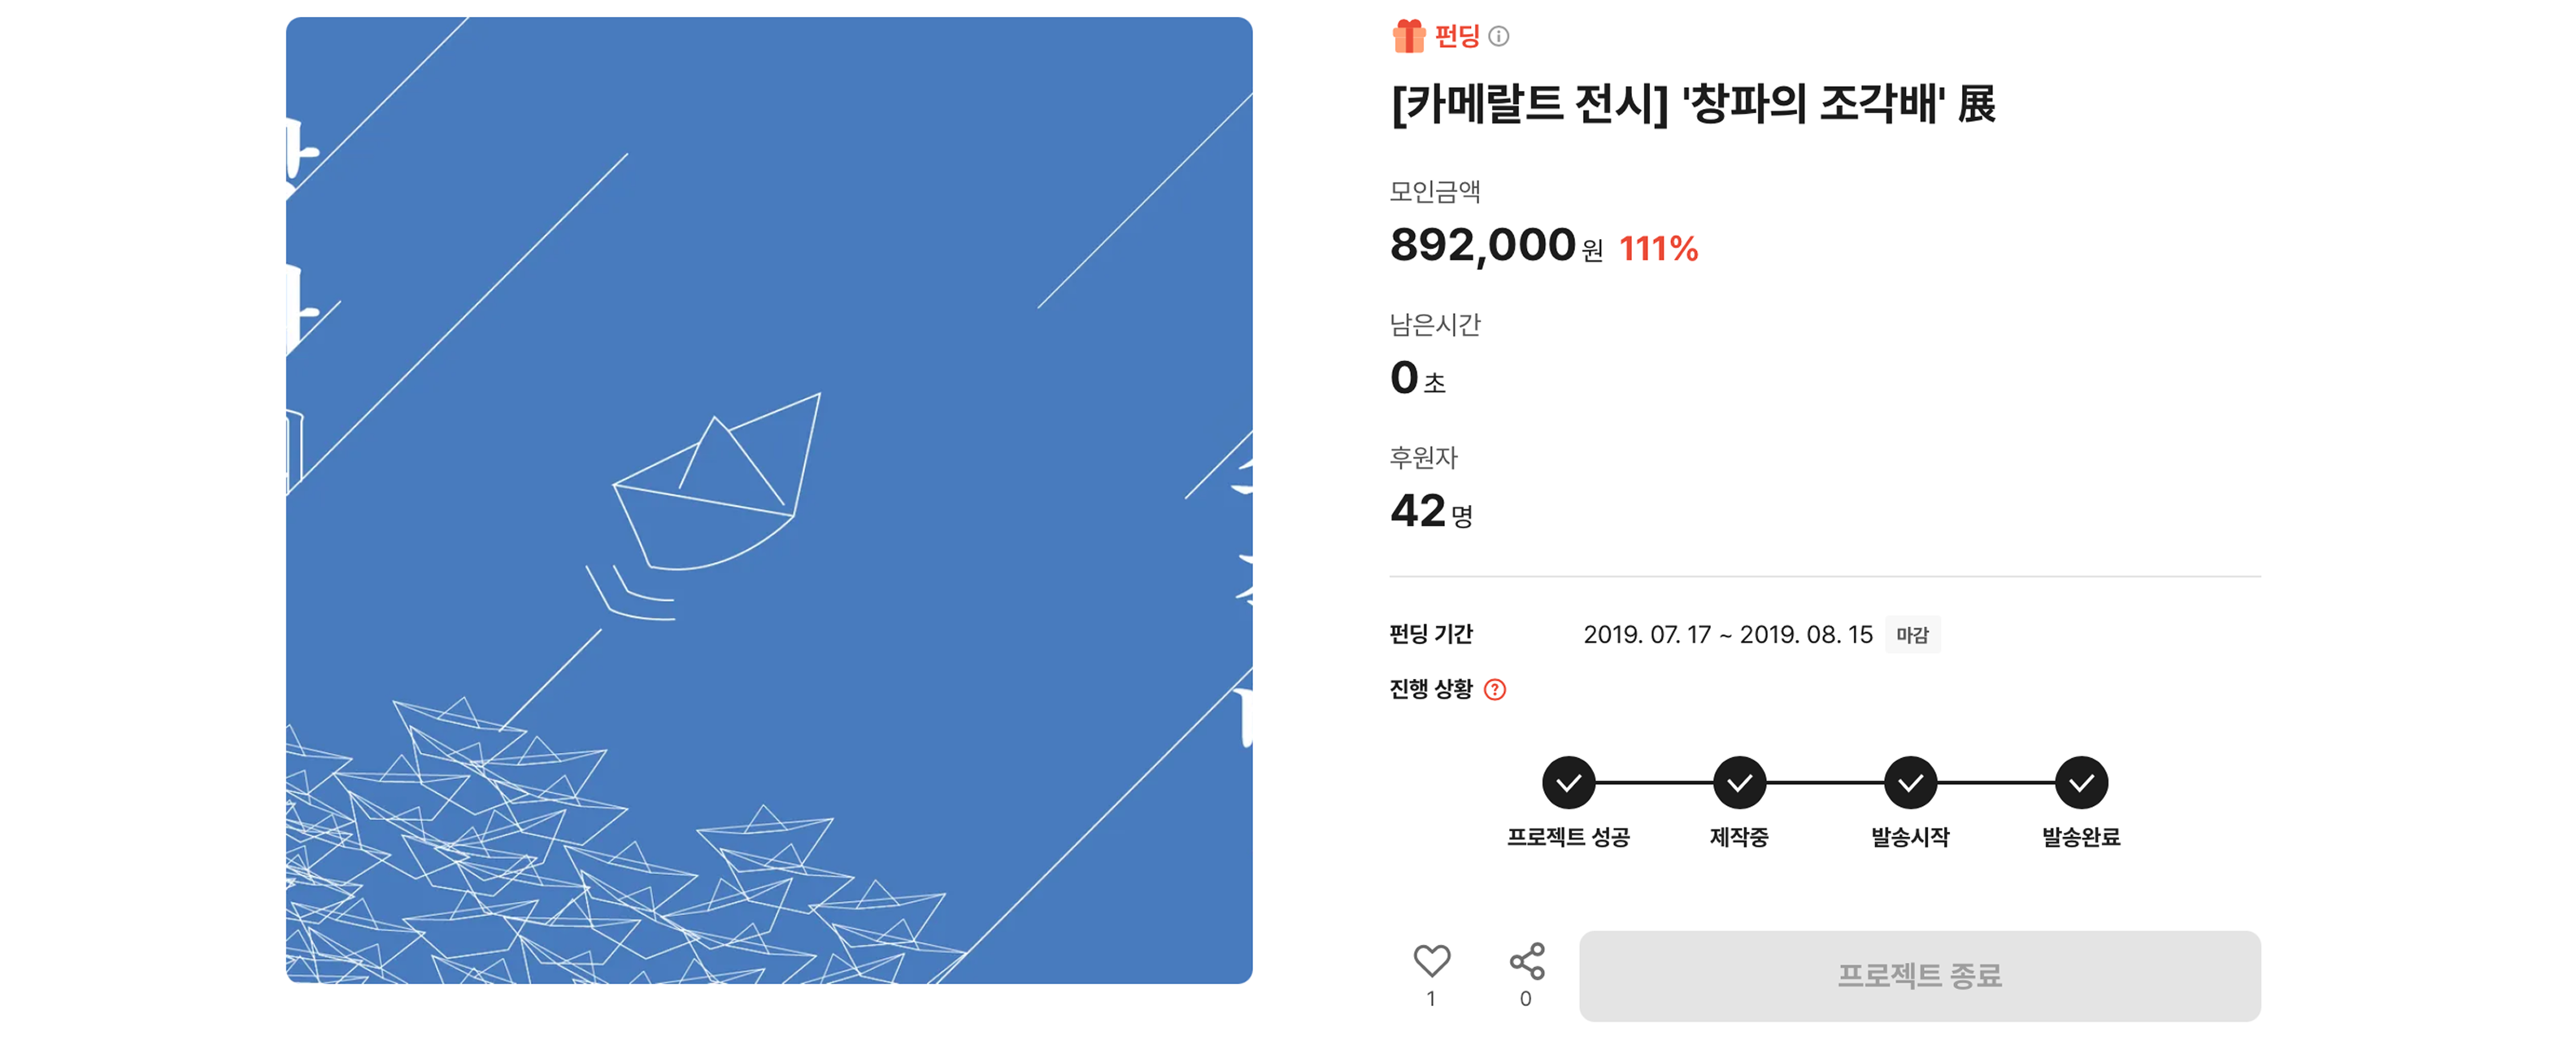 펀딩
[카메랄트 전시] '창파의 조각배' 展
모인금액
892,000원 111%
남은시간
0초
후원자
42명
펀딩 기간 2019. 07. 17 ~ 2019. 08. 15 마감
진행 상황
프로젝트 성공 제작중 발송시작 발송완료
1 0 프로젝트 종료